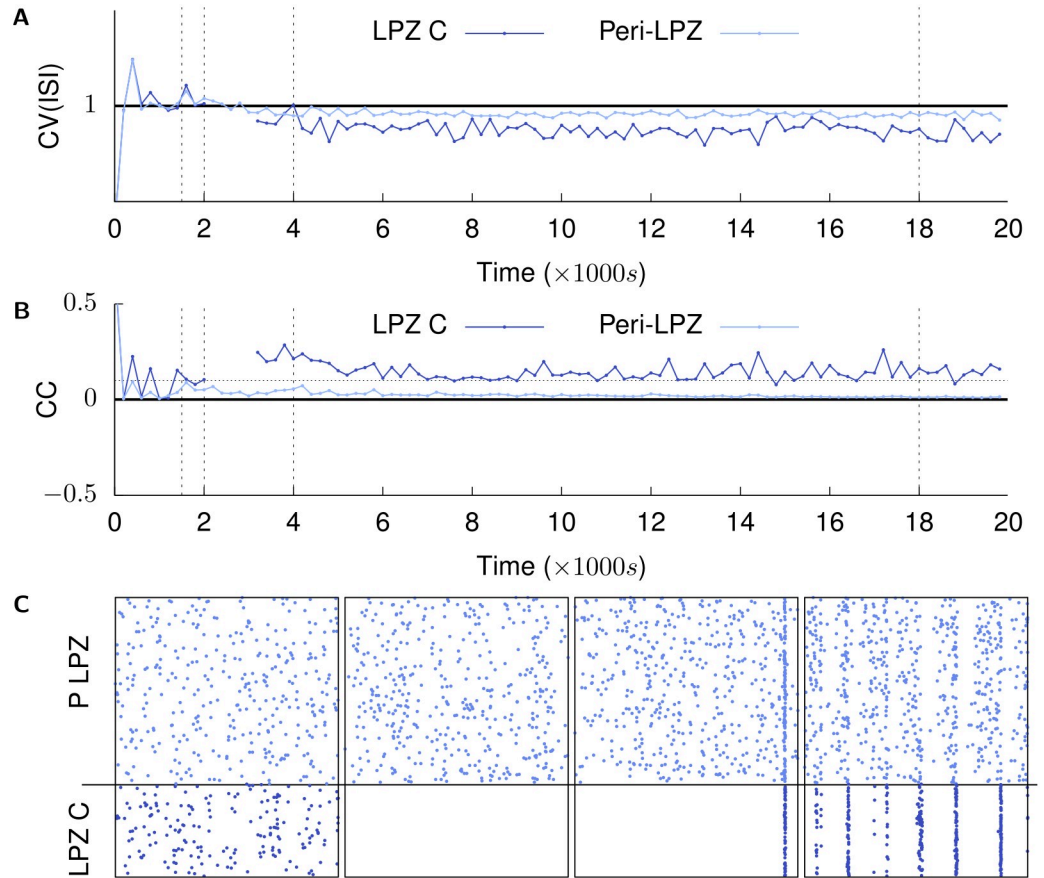 A
LPZ C Peri-LPZ
CV(ISI)
1
0 2 4 6 8 10 12 14 16 18 20
Time (×1000s)
B
0.5
LPZ C Peri-LPZ
CC
0
−0.5
0 2 4 6 8 10 12 14 16 18 20
Time (×1000s)
C
P LPZ
LPZ C